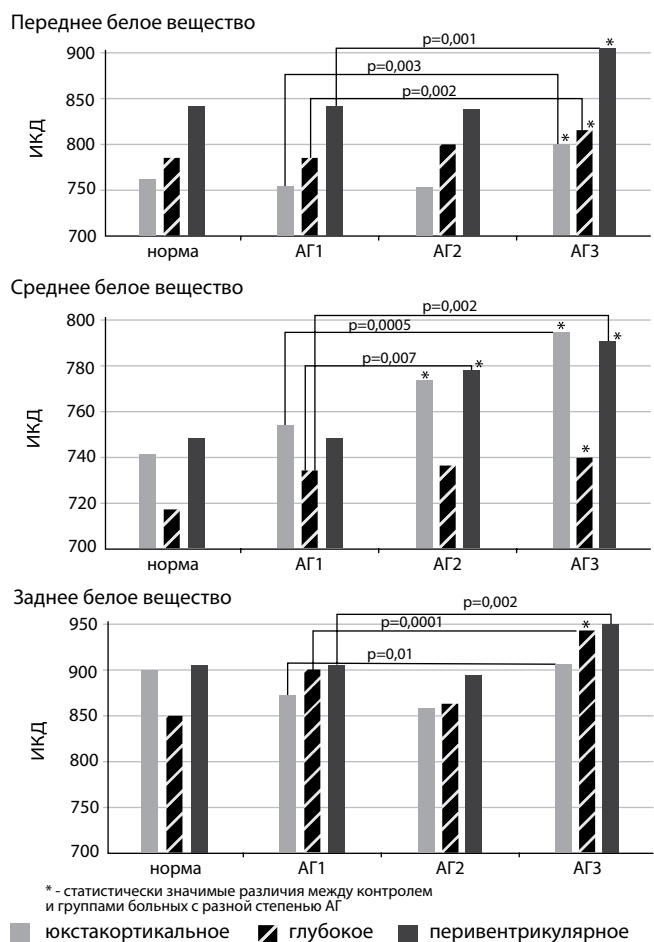 Переднее белое вещество
900
850
800
750
700
ИКД
p=0,001
p=0,003
p=0,002
*
*
*
норма АГ1 АГ2 АГ3
Среднее белое вещество
800
780
760
740
720
700
ИКД
p=0,002
p=0,0005
p=0,007
*
*
*
*
*
норма АГ1 АГ2 АГ3
Заднее белое вещество
950
900
850
800
750
700
ИКД
p=0,002
p=0,0001
p=0,01
*
норма АГ1 АГ2 АГ3
* - статистически значимые различия между контролем
и группами больных с разной степенью АГ
юкстакортикальное глубокое перивентрикулярное